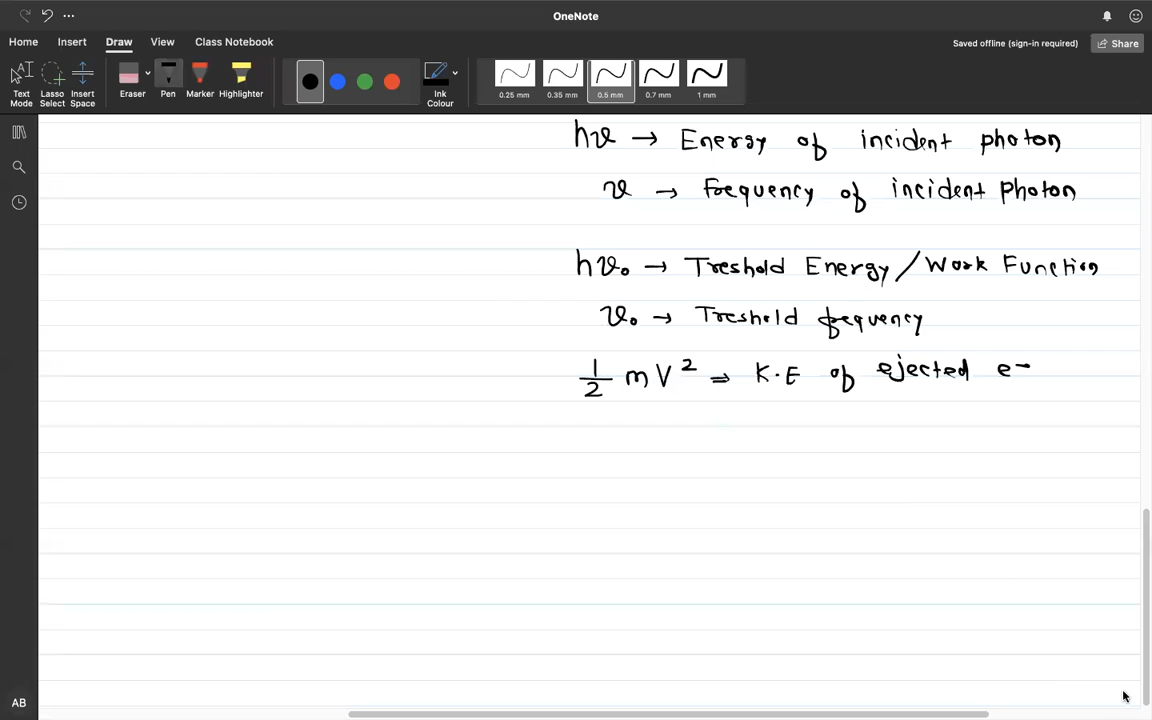 OneNote
Home Insert Draw View Class Notebook
Saved offline (sign-in required) Share
Text Mode Lasso Select Insert Space Eraser Pen Marker Highlighter Ink Colour 0.25 mm 0.35 mm 0.5 mm 0.7 mm 1 mm
hν → Energy of incident photon
ν → Frequency of incident Photon
hν₀ → Treshold Energy / Work Function
ν₀ → Treshold frequency
1/2 mV² ⇒ K.E of ejected e-
AB